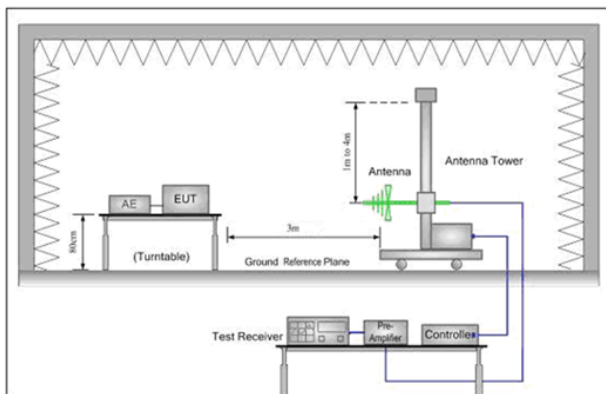 1m to 4m
Antenna
Antenna Tower
AE
EUT
80cm
(Turntable)
3m
Ground Reference Plane
Test Receiver
Pre-
Amplifier
Controller